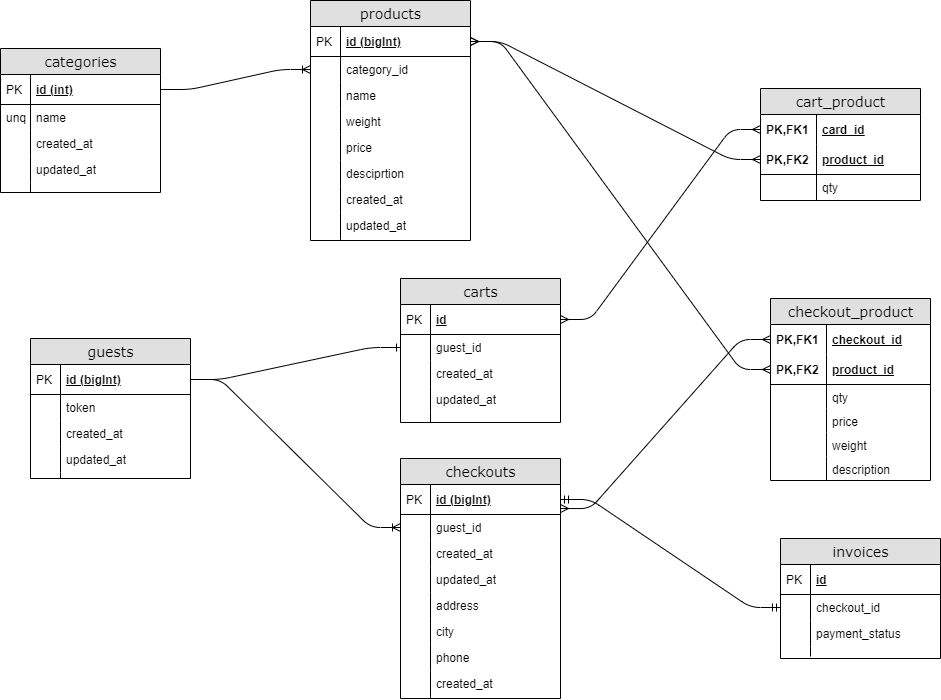 categories
PK id (int)
unq name
created_at
updated_at
products
PK id (bigInt)
category_id
name
weight
price
desciprtion
created_at
updated_at
cart_product
PK,FK1 card_id
PK,FK2 product_id
qty
carts
PK id
guest_id
created_at
updated_at
guests
PK id (bigInt)
token
created_at
updated_at
checkout_product
PK,FK1 checkout_id
PK,FK2 product_id
qty
price
weight
description
checkouts
PK id (bigInt)
guest_id
created_at
updated_at
address
city
phone
created_at
invoices
PK id
checkout_id
payment_status